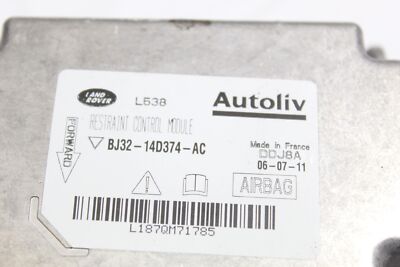 LAND
ROVER
L538
Autoliv
RESTRAINT CONTROL MODULE
FORWARD
BJ32-14D374-AC
Made in France
DDJ8A
06-07-11
AIRBAG
L187QM71785